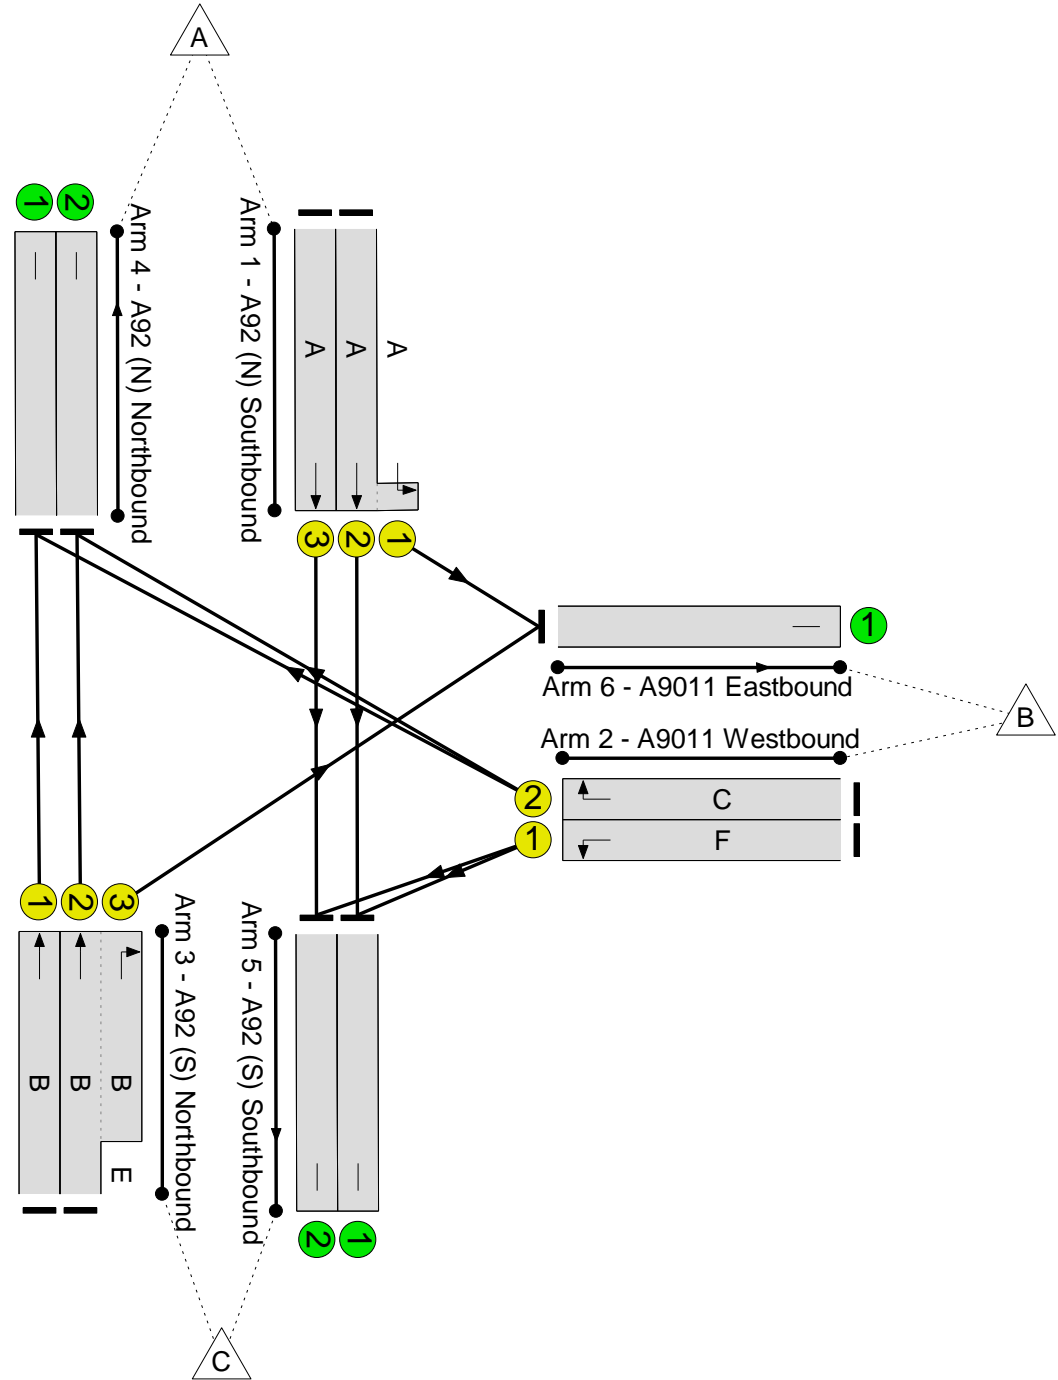 A
1
2
Arm 4 - A92 (N) Northbound
Arm 1 - A92 (N) Southbound
A
A
A
3
2
1
1
Arm 6 - A9011 Eastbound
B
Arm 2 - A9011 Westbound
2
C
1
F
1
2
3
Arm 3 - A92 (S) Northbound
Arm 5 - A92 (S) Southbound
B
B
B
E
2
1
C